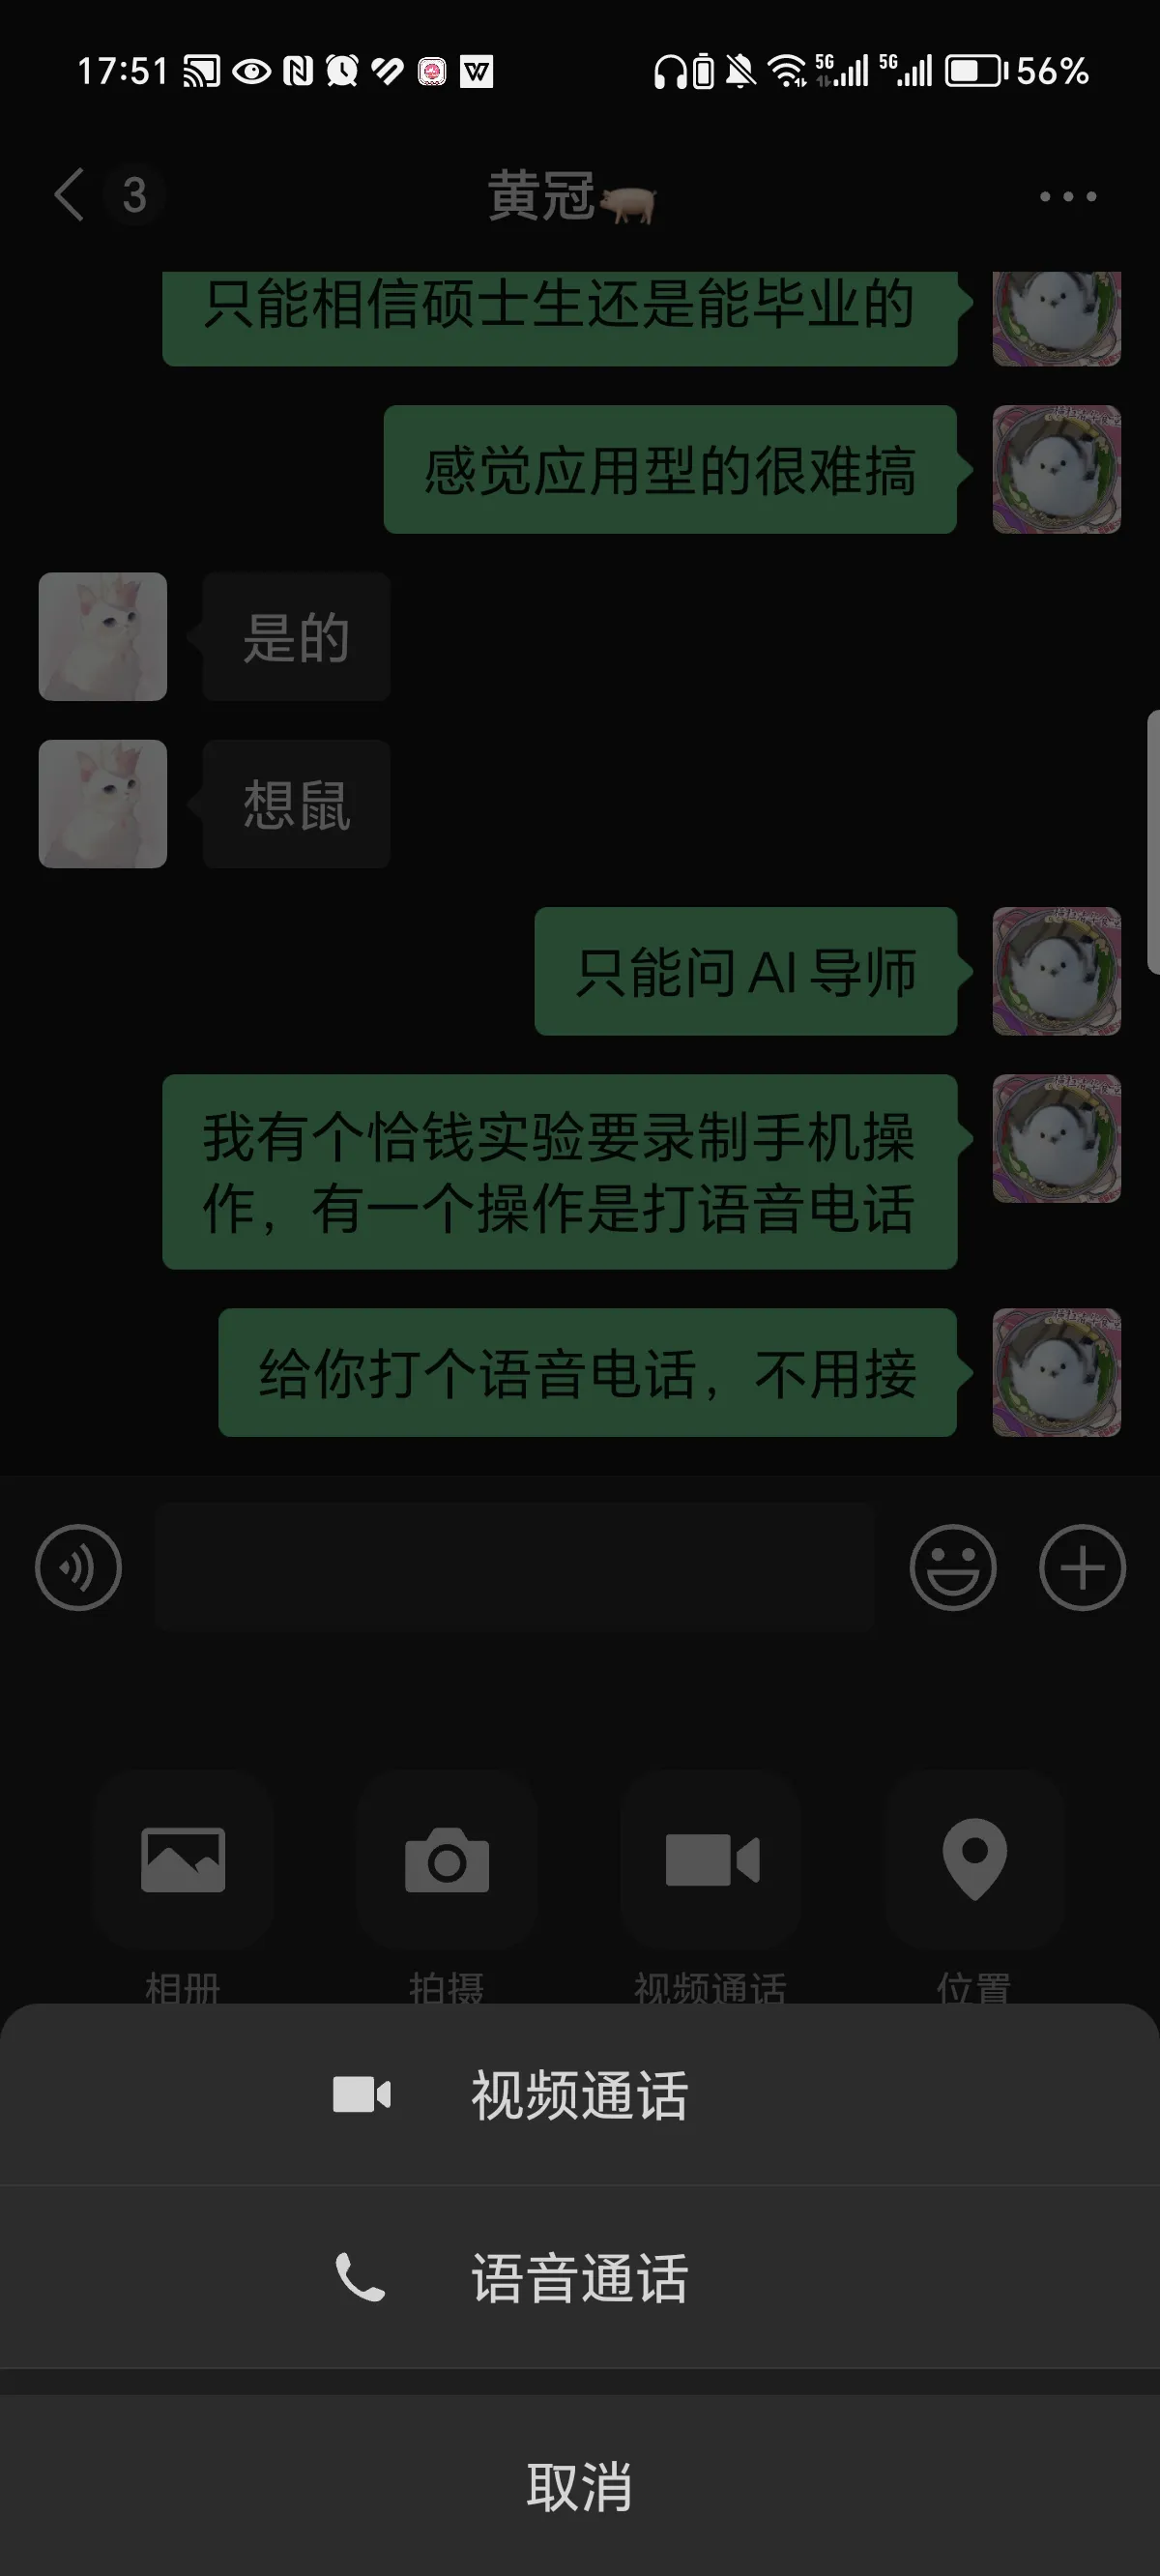 17:51
5G
5G
56%
3
黄冠
只能相信硕士生还是能毕业的
感觉应用型的很难搞
是的
想鼠
只能问 AI 导师
我有个恰钱实验要录制手机操
作，有一个操作是打语音电话
给你打个语音电话，不用接
相册
拍摄
视频通话
位置
视频通话
语音通话
取消